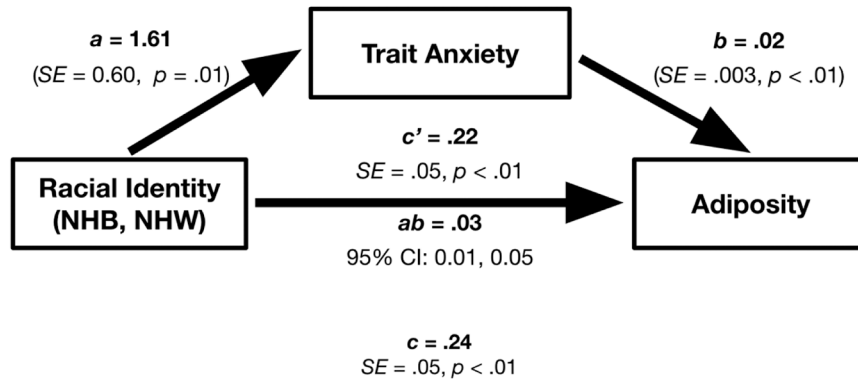 a = 1.61
(SE = 0.60, p = .01)
Trait Anxiety
b = .02
(SE = .003, p < .01)
c’ = .22
SE = .05, p < .01
Racial Identity
(NHB, NHW)
Adiposity
ab = .03
95% CI: 0.01, 0.05
c = .24
SE = .05, p < .01